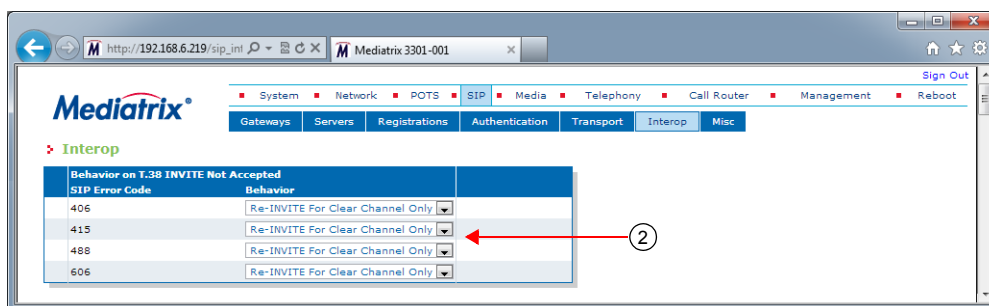 http://192.168.6.219/sip_int
Mediatrix 3301-001
Sign Out
Mediatrix®
System Network POTS SIP Media Telephony Call Router Management Reboot
Gateways Servers Registrations Authentication Transport Interop Misc
Interop
Behavior on T.38 INVITE Not Accepted
SIP Error Code Behavior
406 Re-INVITE For Clear Channel Only
415 Re-INVITE For Clear Channel Only
2
488 Re-INVITE For Clear Channel Only
606 Re-INVITE For Clear Channel Only